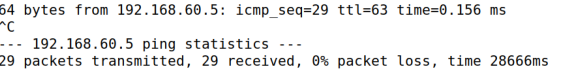 64 bytes from 192.168.60.5: icmp_seq=29 ttl=63 time=0.156 ms
^C
--- 192.168.60.5 ping statistics ---
29 packets transmitted, 29 received, 0% packet loss, time 28666ms